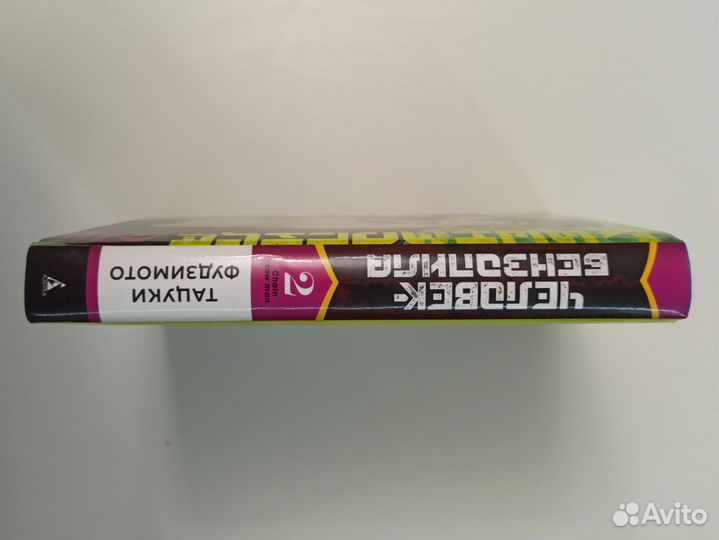 ЧЕЛОВЕК-
БЕНЗОПИЛА
2
Chain
saw man
ТАЦУКИ
ФУДЗИМОТО
Avito